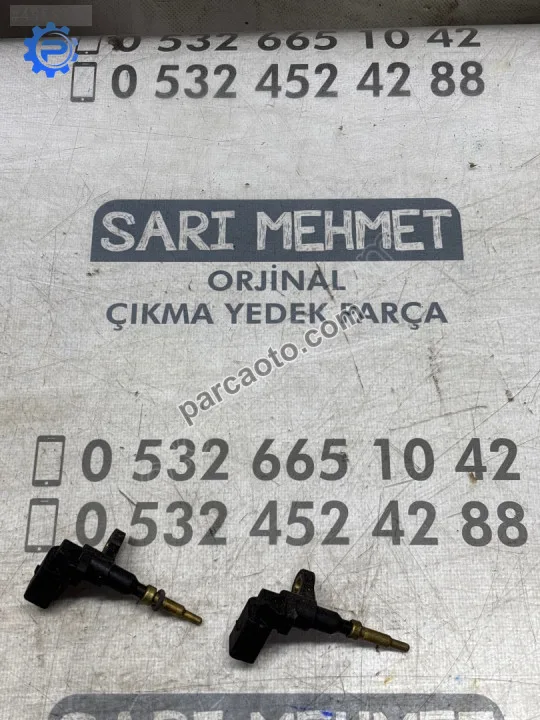 0 532 665 10 42
0 532 452 42 88
SARI MEHMET
ORJİNAL
ÇIKMA YEDEK PARÇA
parcaoto.com
0 532 665 10 42
0 532 452 42 88